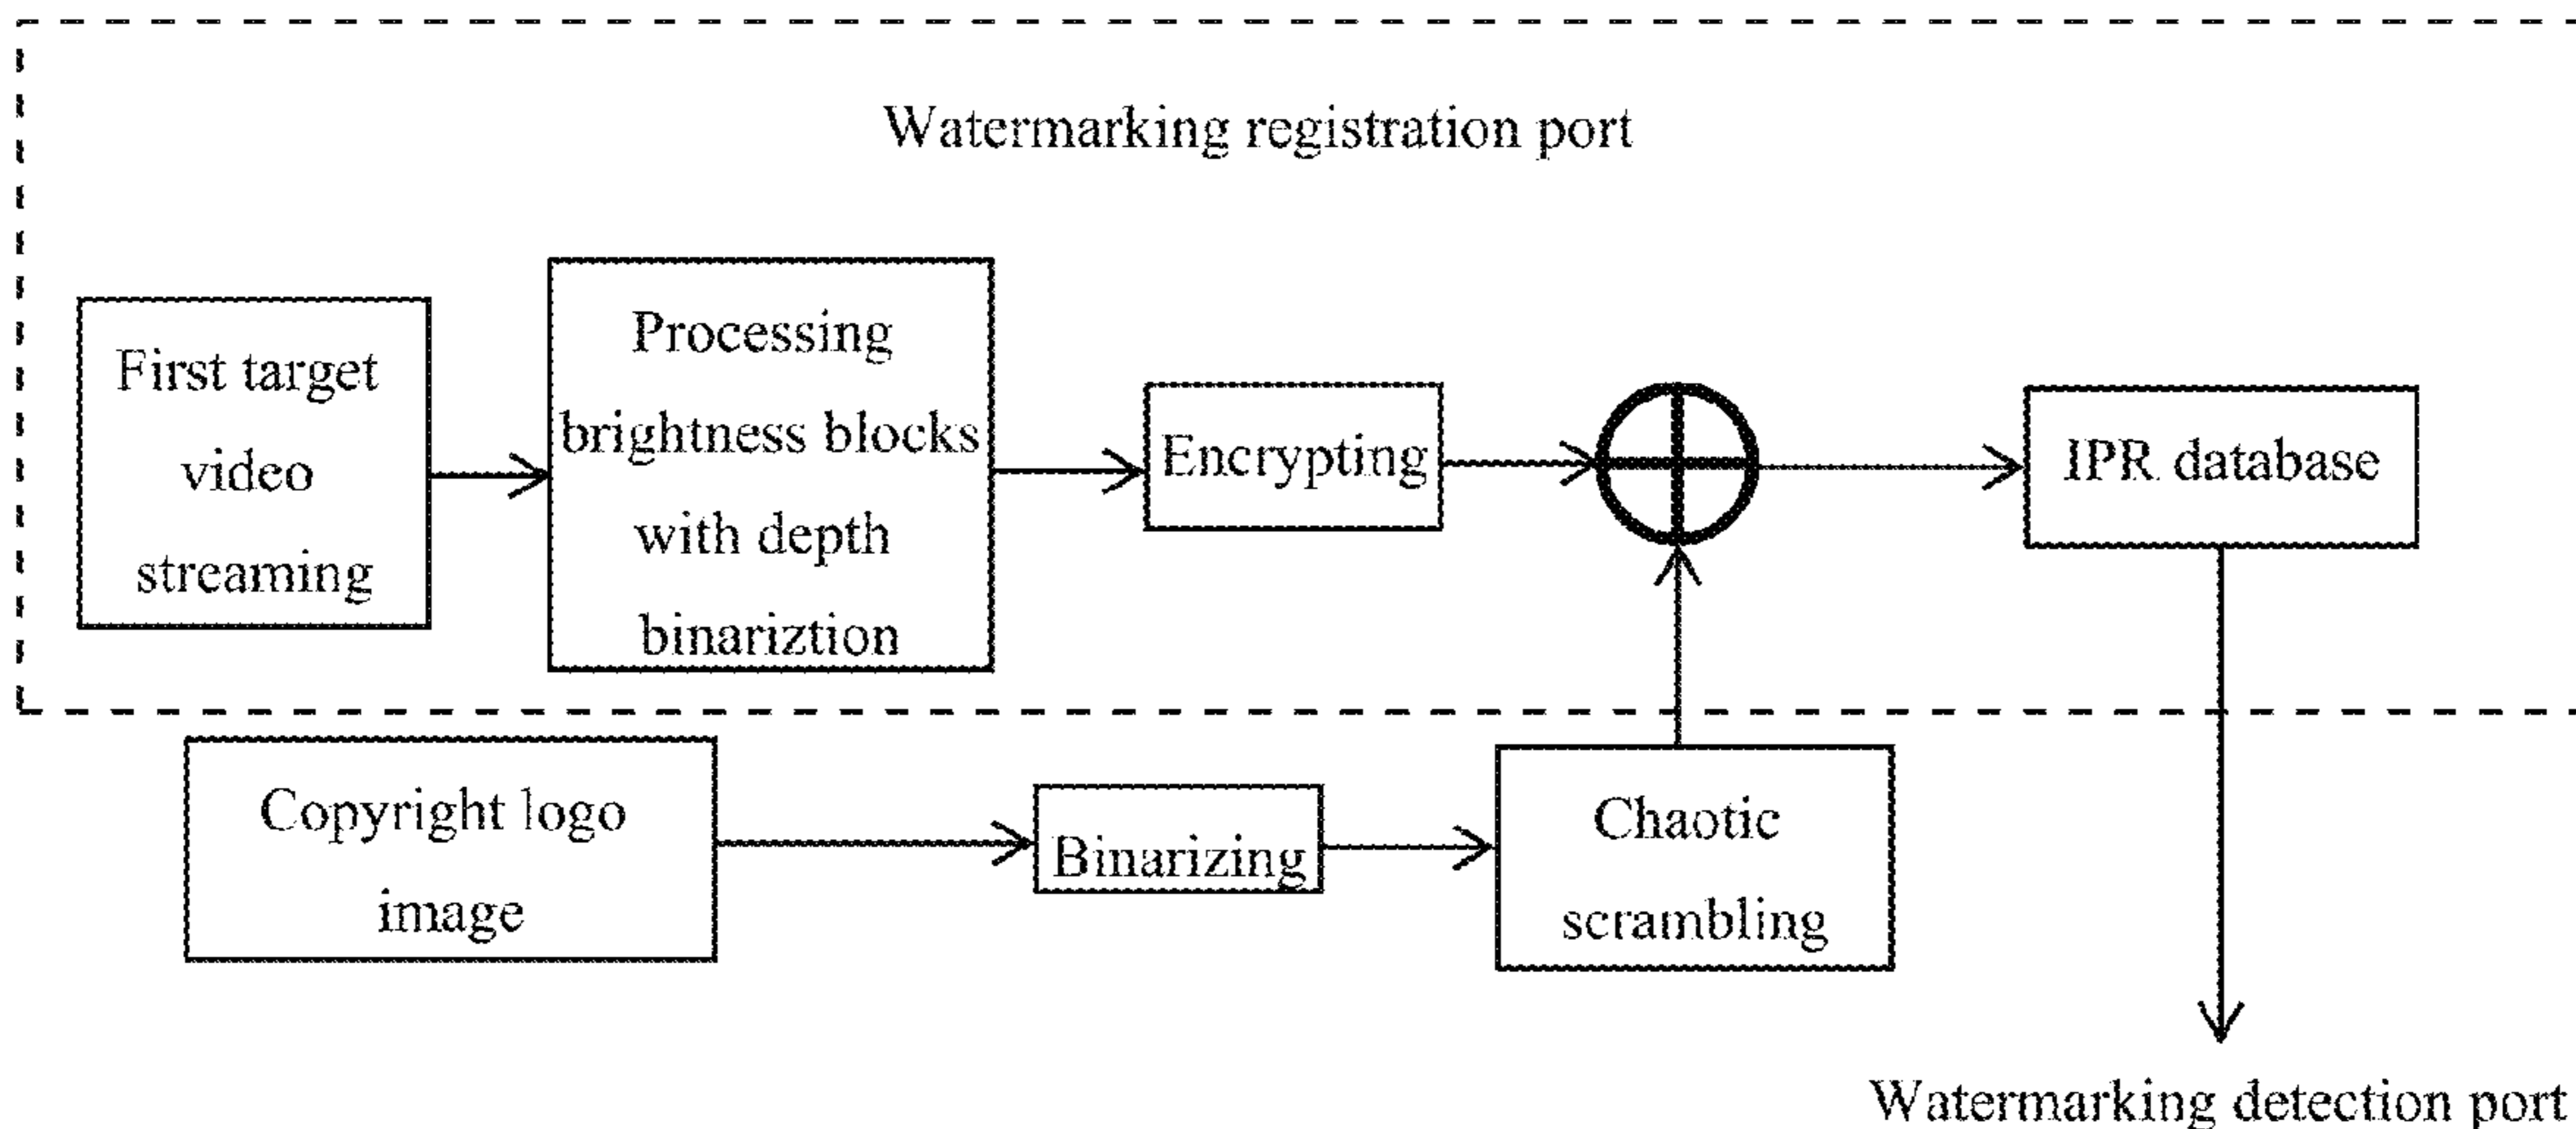 Watermarking registration port
First target
video
streaming
Processing
brightness blocks
with depth
binariztion
Encrypting
IPR database
Copyright logo
image
Binarizing
Chaotic
scrambling
Watermarking detection port